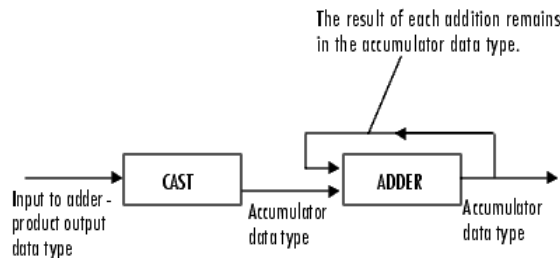 The result of each addition remains
in the accumulator data type.
CAST
ADDER
Input to adder -
product output
data type
Accumulator
data type
Accumulator
data type